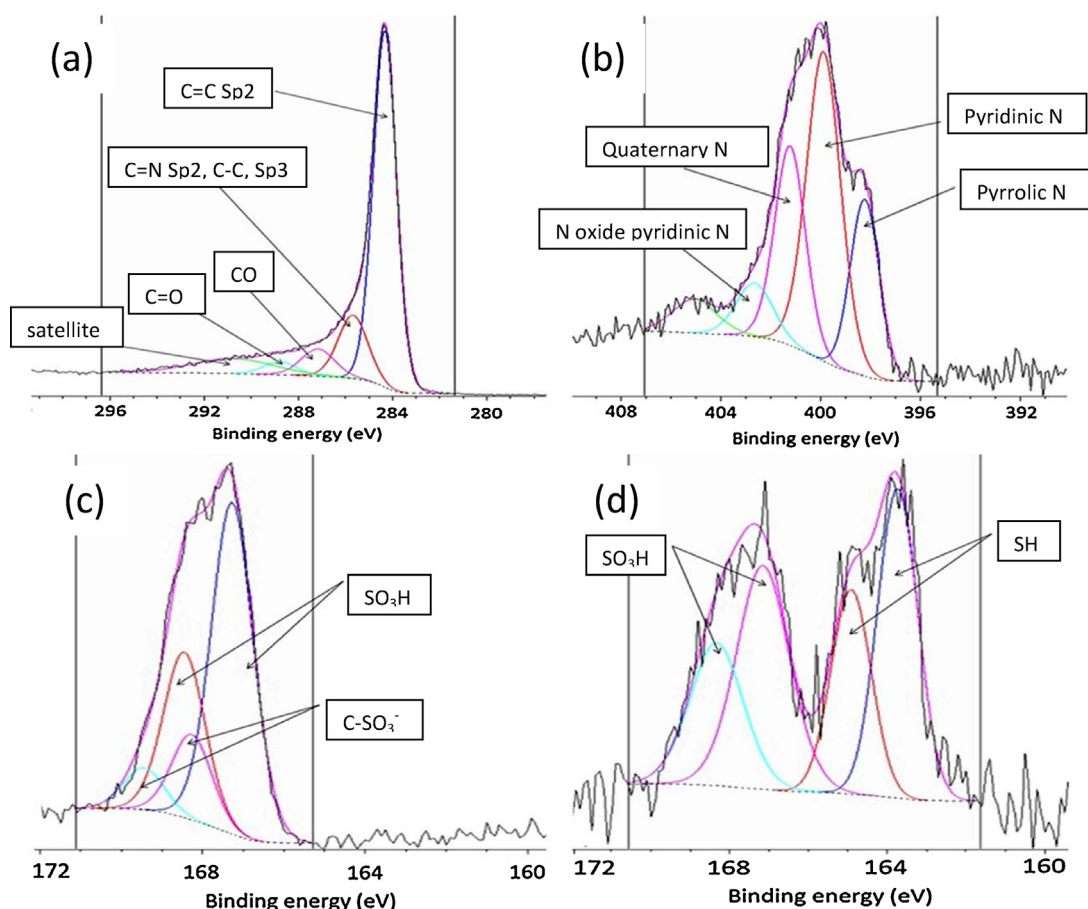 (a)
C=C Sp2
C=N Sp2, C-C, Sp3
CO
C=O
satellite
296 292 288 284 280
Binding energy (eV)
(b)
Pyridinic N
Quaternary N
Pyrrolic N
N oxide pyridinic N
408 404 400 396 392
Binding energy (eV)
(c)
SO₃H
C-SO₃⁻
172 168 164 160
Binding energy (eV)
(d)
SO₃H
SH
172 168 164 160
Binding energy (eV)